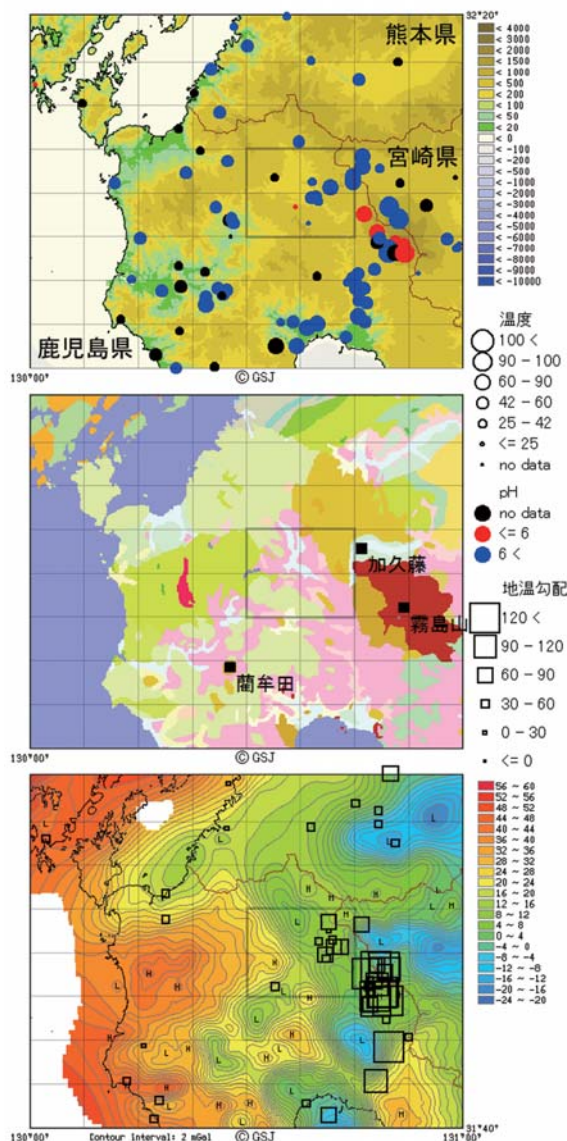 32°20'
熊本県
宮崎県
鹿児島県
130°00'
© GSJ
< 4000
< 3000
< 2000
< 1500
< 1000
< 500
< 200
< 100
< 50
< 20
< 0
< -100
< -200
< -500
< -1000
< -2000
< -3000
< -4000
< -5000
< -6000
< -7000
< -8000
< -9000
< -10000
温度
100 <
90 - 100
60 - 90
42 - 60
25 - 42
<= 25
no data
pH
no data
<= 6
6 <
加久藤
霧島山
藺牟田
130°00'
© GSJ
地温勾配
120 <
90 - 120
60 - 90
30 - 60
0 - 30
<= 0
56 ~ 60
52 ~ 56
48 ~ 52
44 ~ 48
40 ~ 44
36 ~ 40
32 ~ 36
28 ~ 32
24 ~ 28
20 ~ 24
16 ~ 20
12 ~ 16
8 ~ 12
4 ~ 8
0 ~ 4
-4 ~ 0
-8 ~ -4
-12 ~ -8
-16 ~ -12
-20 ~ -16
-24 ~ -20
31°40'
130°00'
Contour Interval: 2 mGal
© GSJ
131°00'